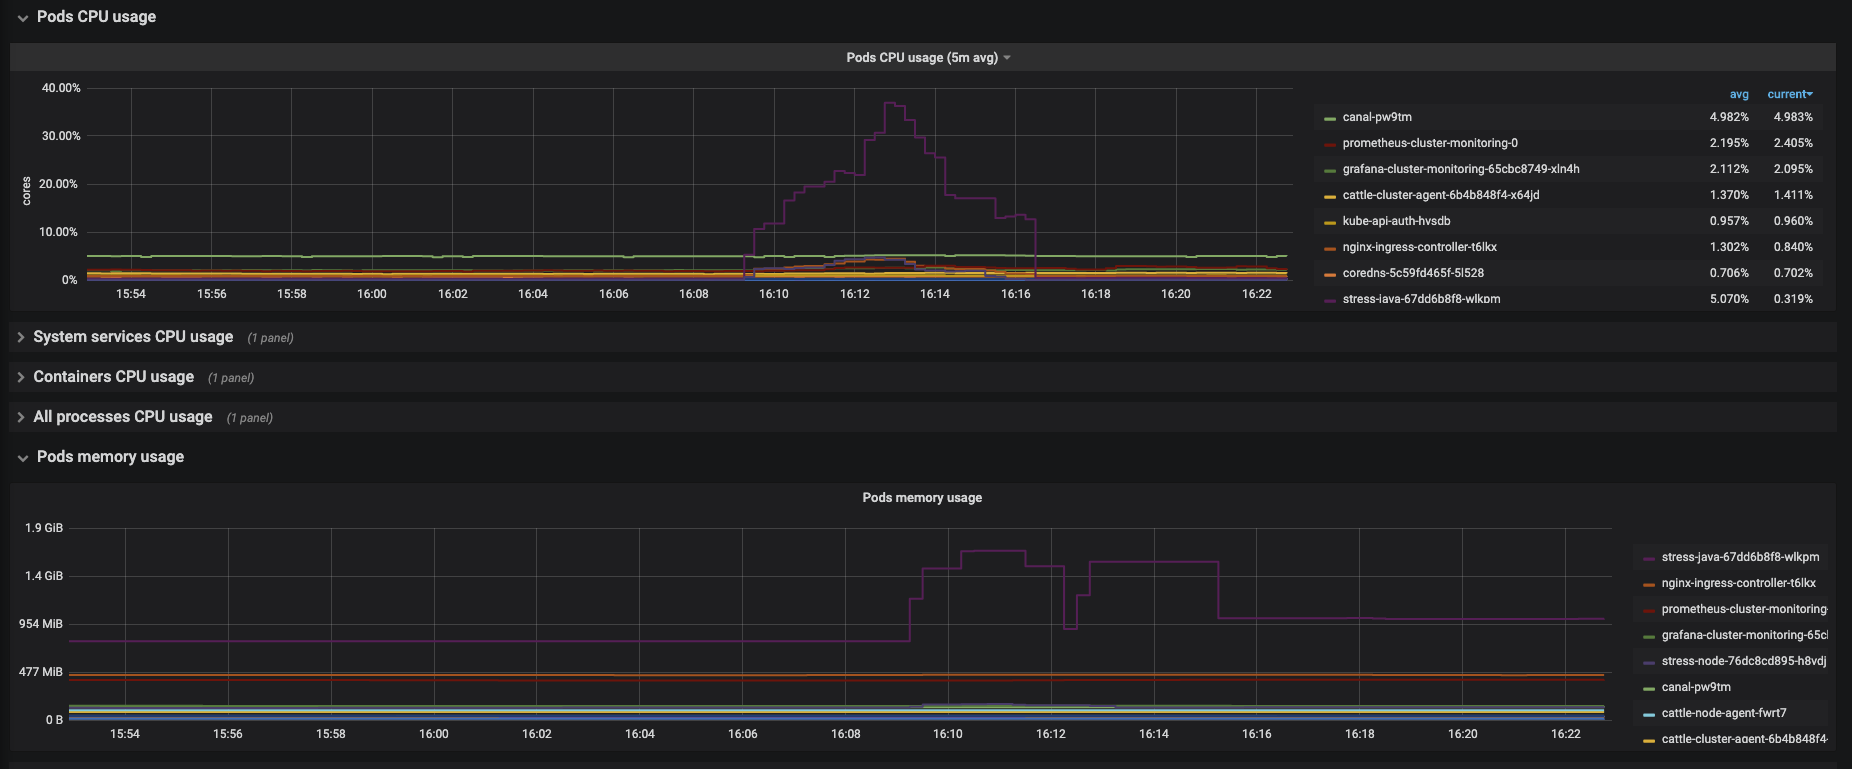 Pods CPU usage
Pods CPU usage (5m avg)
cores
40.00%
30.00%
20.00%
10.00%
0%
15:54 15:56 15:58 16:00 16:02 16:04 16:06 16:08 16:10 16:12 16:14 16:16 16:18 16:20 16:22
avg current
canal-pw9tm 4.982% 4.983%
prometheus-cluster-monitoring-0 2.195% 2.405%
grafana-cluster-monitoring-65cbc8749-xln4h 2.112% 2.095%
cattle-cluster-agent-6b4b848f4-x64jd 1.370% 1.411%
kube-api-auth-hvsdb 0.957% 0.960%
nginx-ingress-controller-t6lkx 1.302% 0.840%
coredns-5c59fd465f-5l528 0.706% 0.702%
stress-java-67dd6b8f8-wlkpm 5.070% 0.319%
System services CPU usage (1 panel)
Containers CPU usage (1 panel)
All processes CPU usage (1 panel)
Pods memory usage
Pods memory usage
1.9 GiB
1.4 GiB
954 MiB
477 MiB
0 B
15:54 15:56 15:58 16:00 16:02 16:04 16:06 16:08 16:10 16:12 16:14 16:16 16:18 16:20 16:22
stress-java-67dd6b8f8-wlkpm
nginx-ingress-controller-t6lkx
prometheus-cluster-monitoring-
grafana-cluster-monitoring-65cl
stress-node-76dc8cd895-h8vdj
canal-pw9tm
cattle-node-agent-fwrt7
cattle-cluster-agent-6b4b848f4-